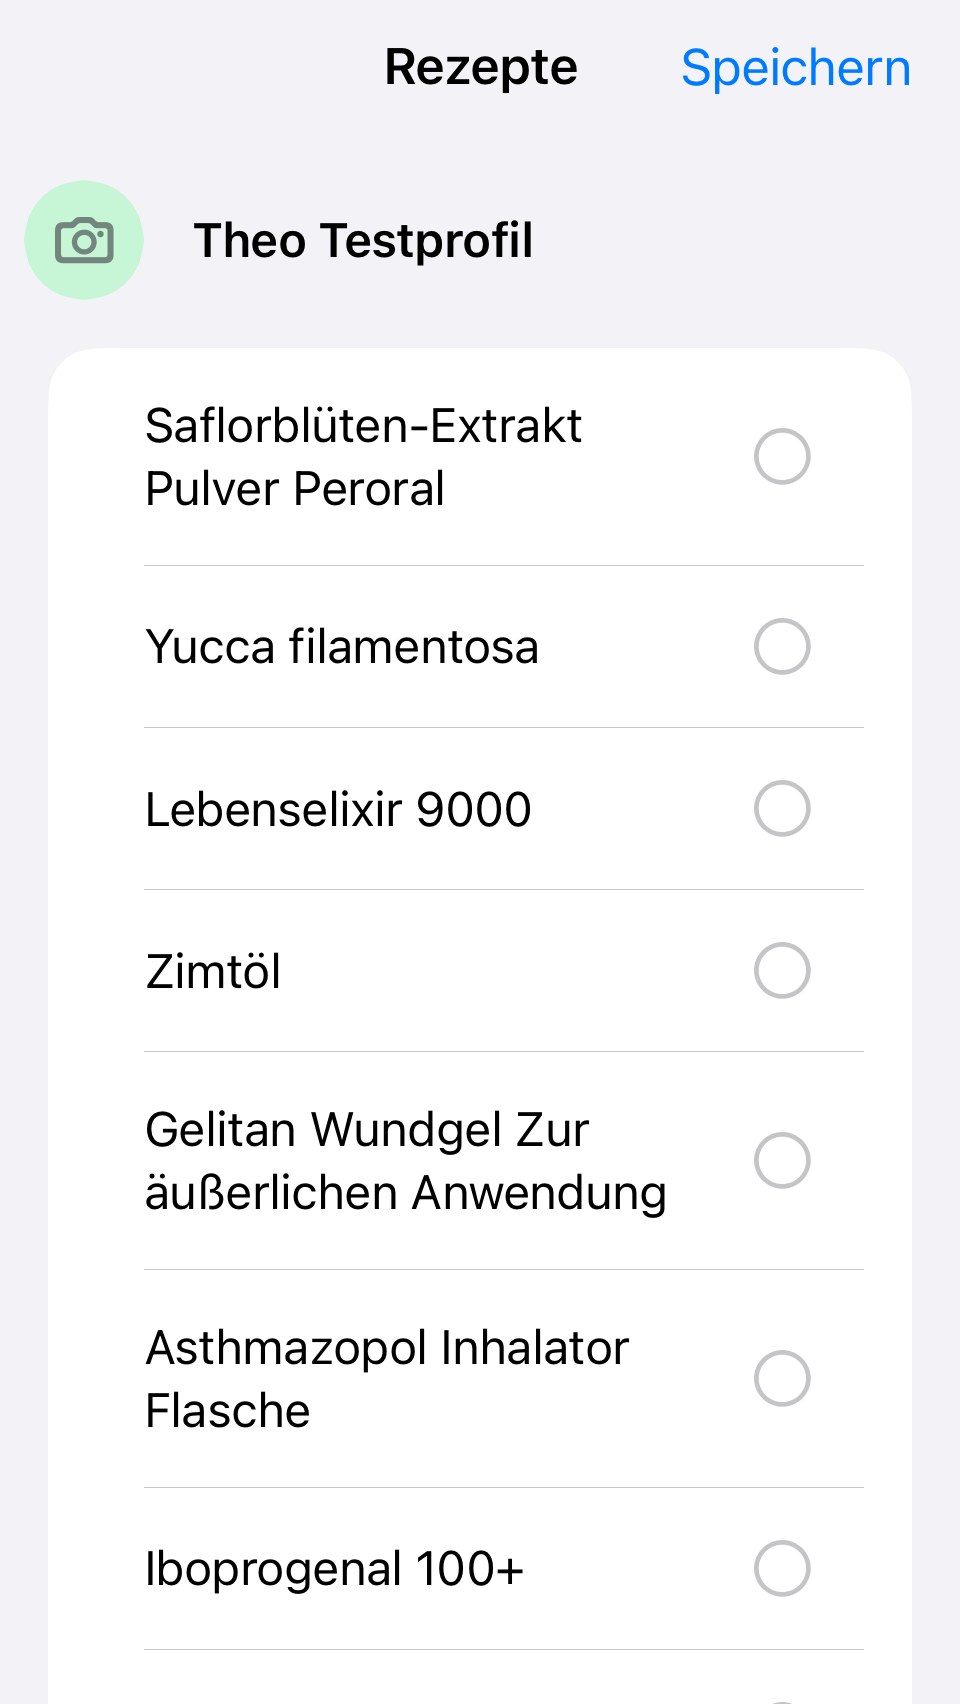 Rezepte
Speichern
Theo Testprofil
Saflorblüten-Extrakt
Pulver Peroral
Yucca filamentosa
Lebenselixir 9000
Zimtöl
Gelitan Wundgel Zur
äußerlichen Anwendung
Asthmazopol Inhalator
Flasche
Iboprogenal 100+